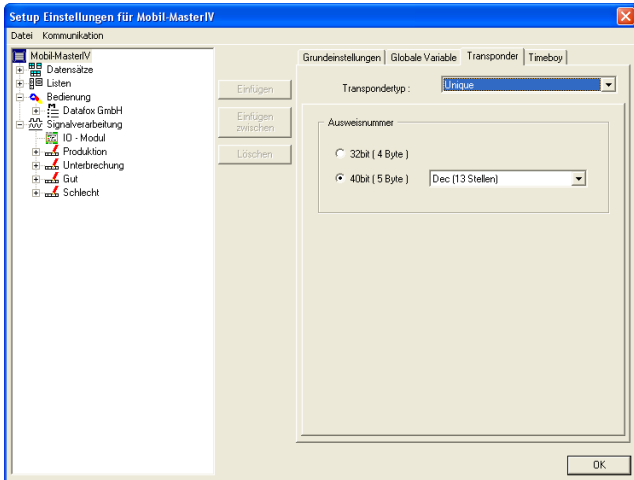 Setup Einstellungen für Mobil-MasterIV
Datei Kommunikation
Mobil-MasterIV
Datensätze
Listen
Bedienung
Datafox GmbH
Signalverarbeitung
IO - Modul
Produktion
Unterbrechung
Gut
Schlecht
Einfügen
Einfügen
zwischen
Löschen
Grundeinstellungen Globale Variable Transponder Timeboy
Transpondertyp : Unique
Ausweisnummer
32bit ( 4 Byte )
40bit ( 5 Byte ) Dec (13 Stellen)
OK